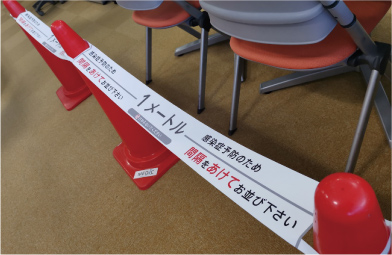 感染症予防のため
間隔をあけてお並び下さい
1メートル
感染症予防のため
間隔をあけてお並び下さい